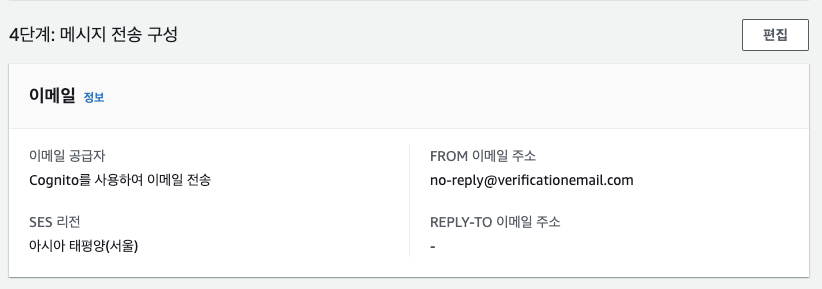 4단계: 메시지 전송 구성
편집
이메일 정보
이메일 공급자
Cognito를 사용하여 이메일 전송
SES 리전
아시아 태평양(서울)
FROM 이메일 주소
no-reply@verificationemail.com
REPLY-TO 이메일 주소
-